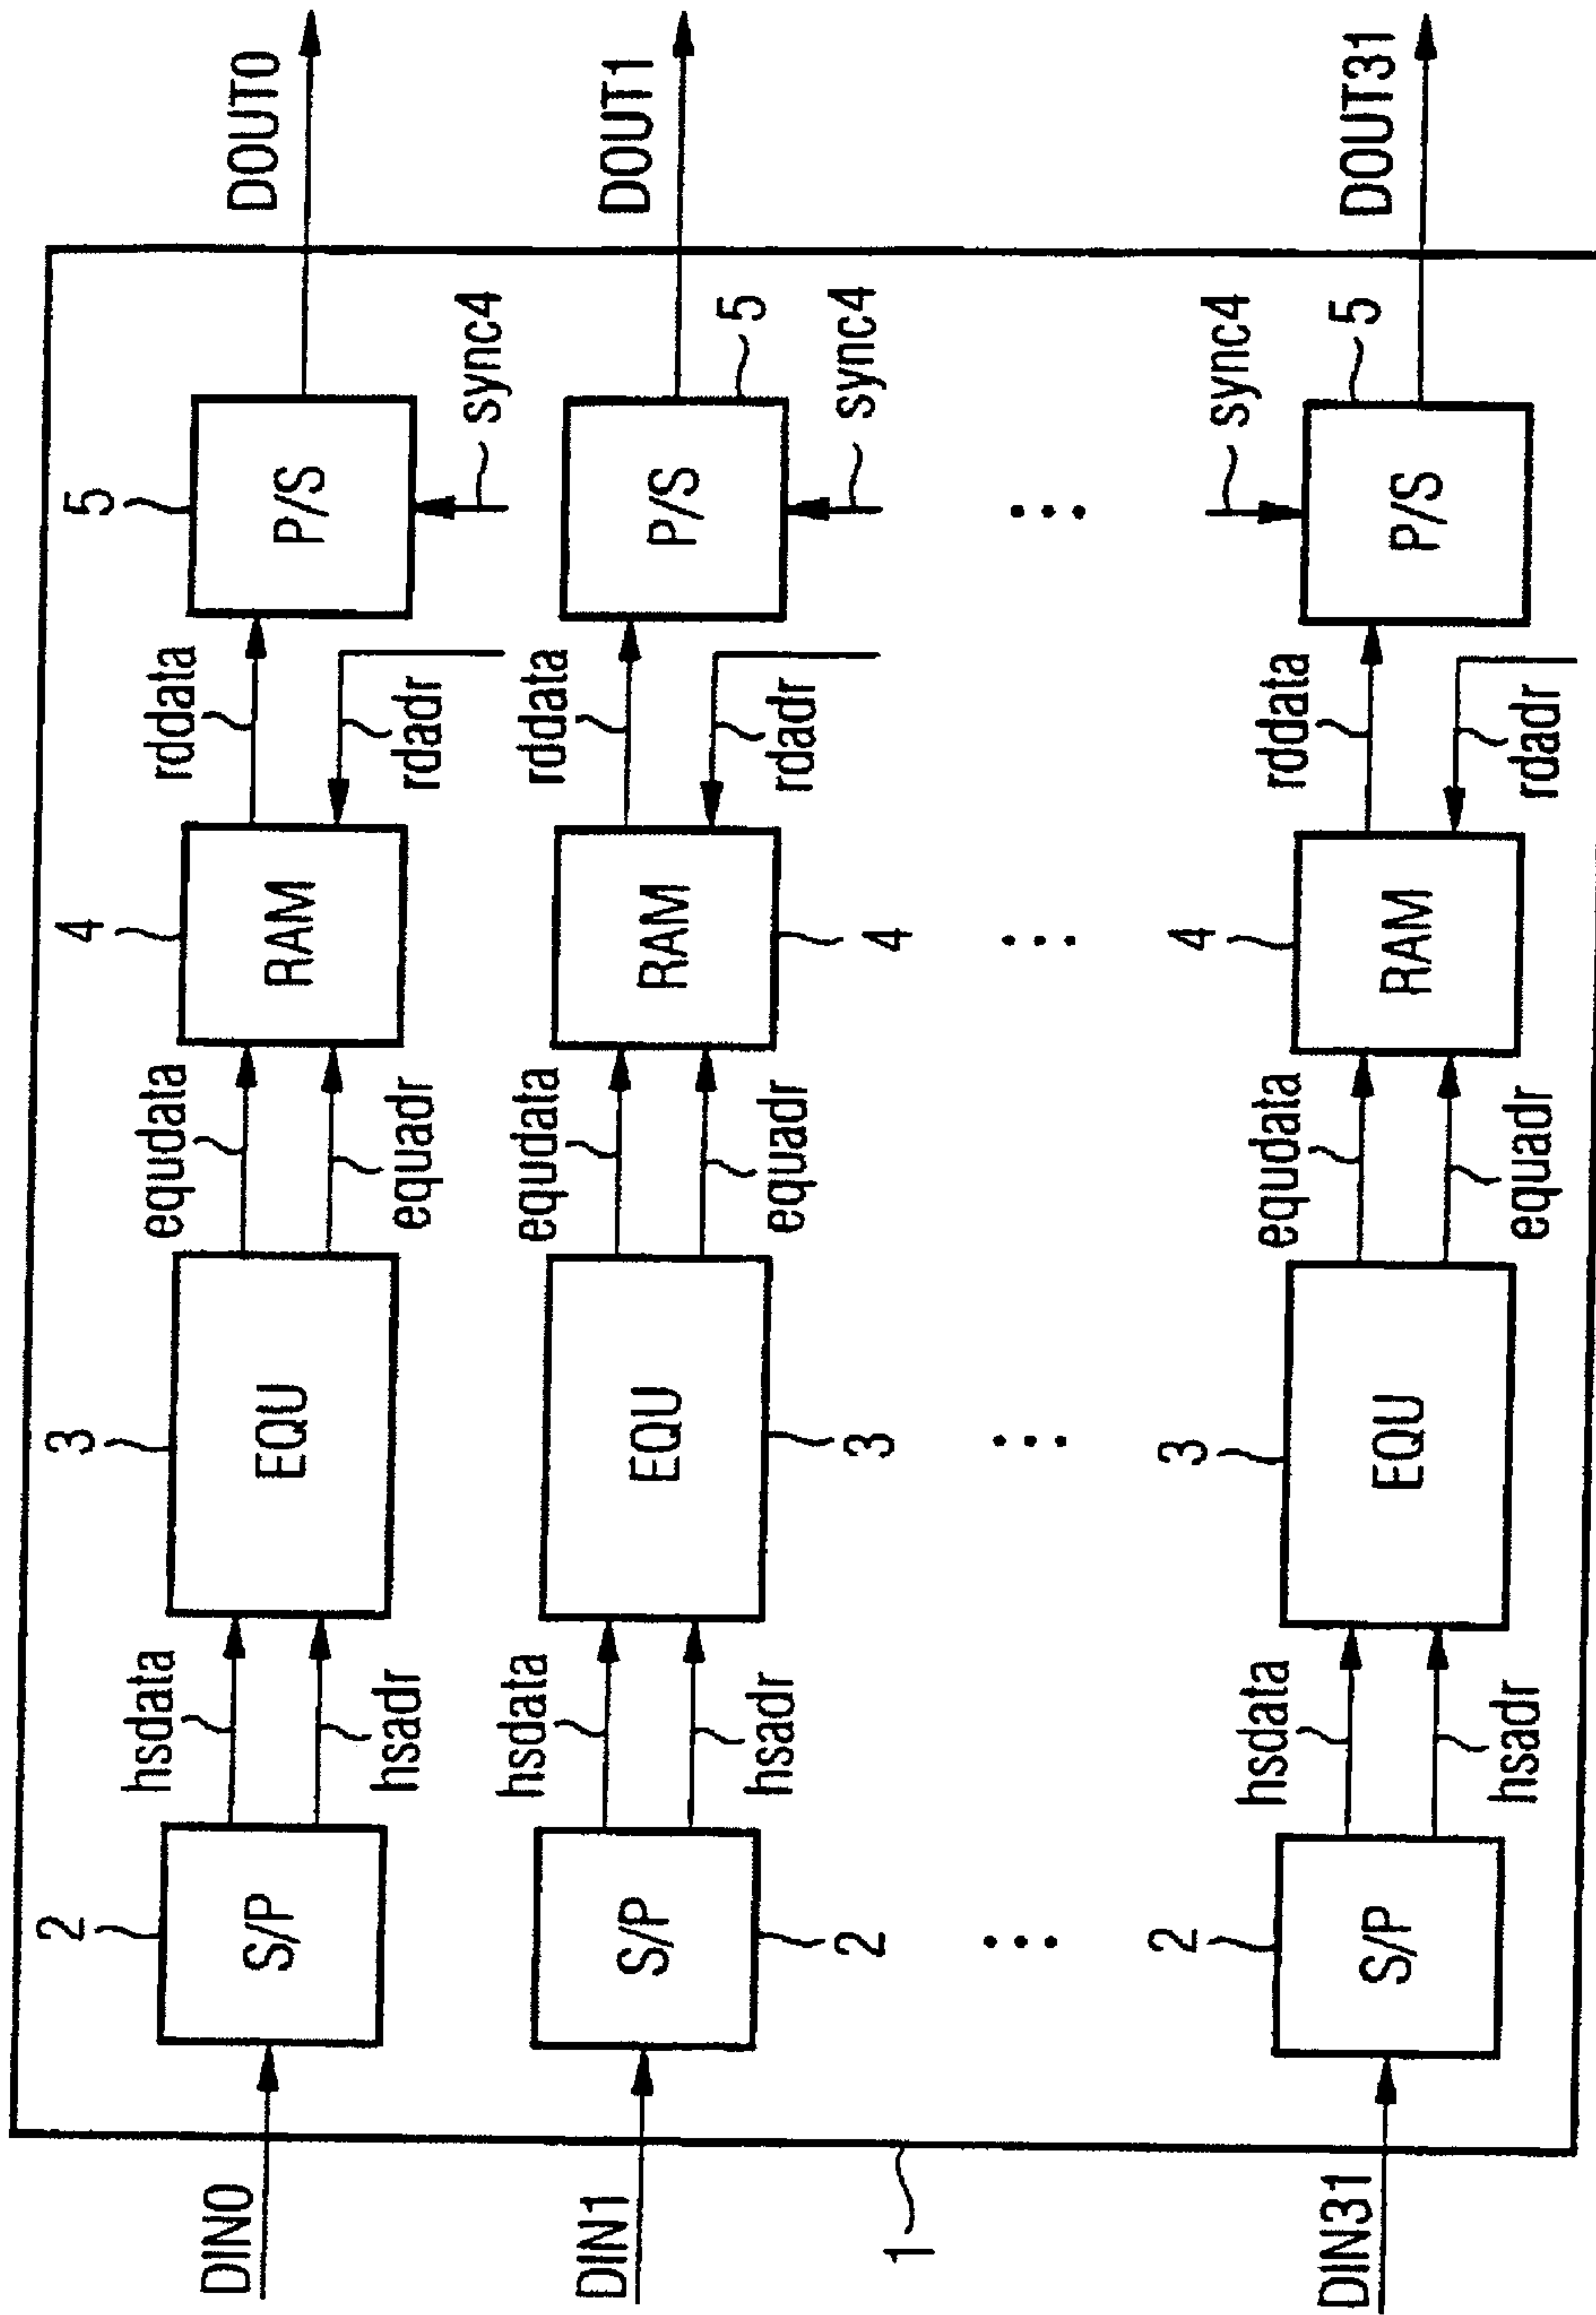 DIN0
2
S/P
hsdata
hsadr
3
EQU
equdata
equadr
4
RAM
rddata
rdadr
5
P/S
sync4
DOUT0
DIN1
S/P
2
hsdata
hsadr
EQU
3
equdata
equadr
RAM
4
rddata
rdadr
P/S
5
sync4
DOUT1
1
DIN31
2
S/P
hsdata
hsadr
3
EQU
equdata
equadr
4
RAM
rddata
rdadr
sync4
5
P/S
DOUT31